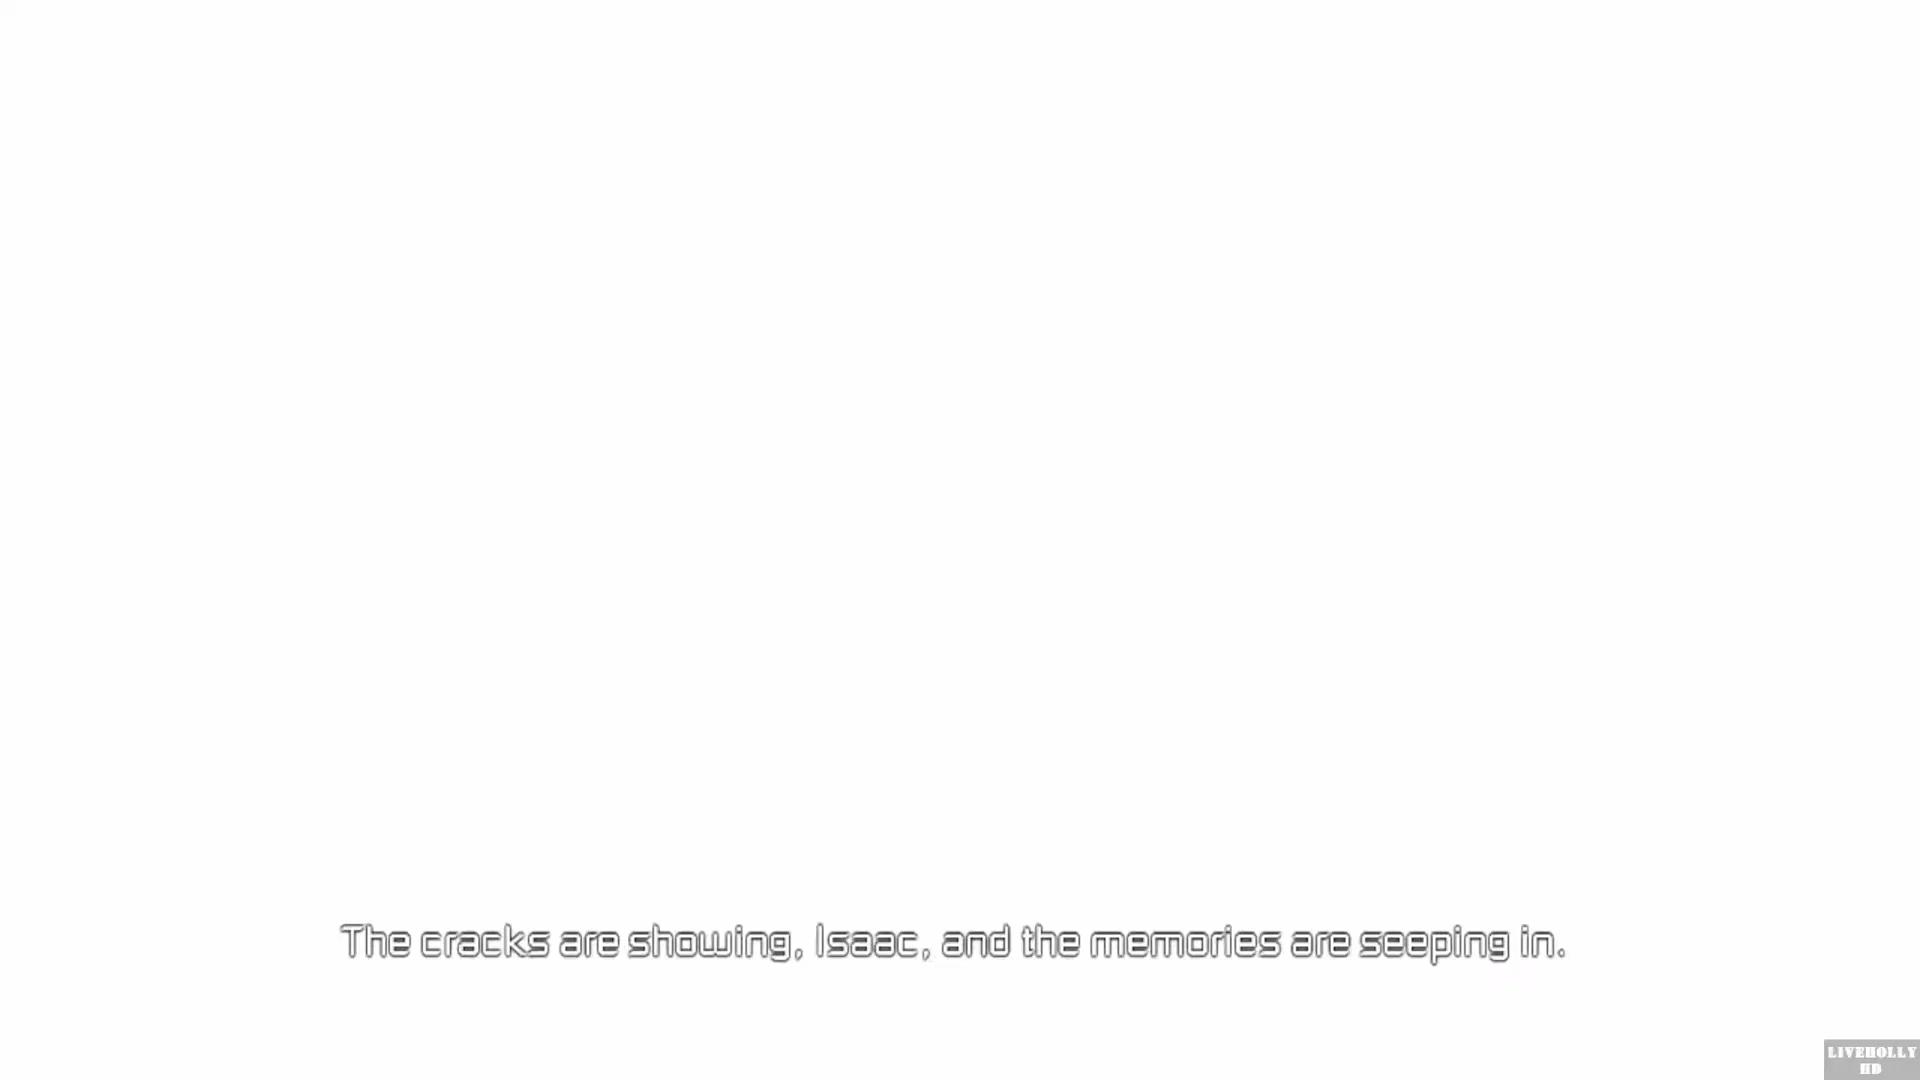 The cracks are showing, Isaac, and the memories are seeping in.
LIVEHOLLY
HD